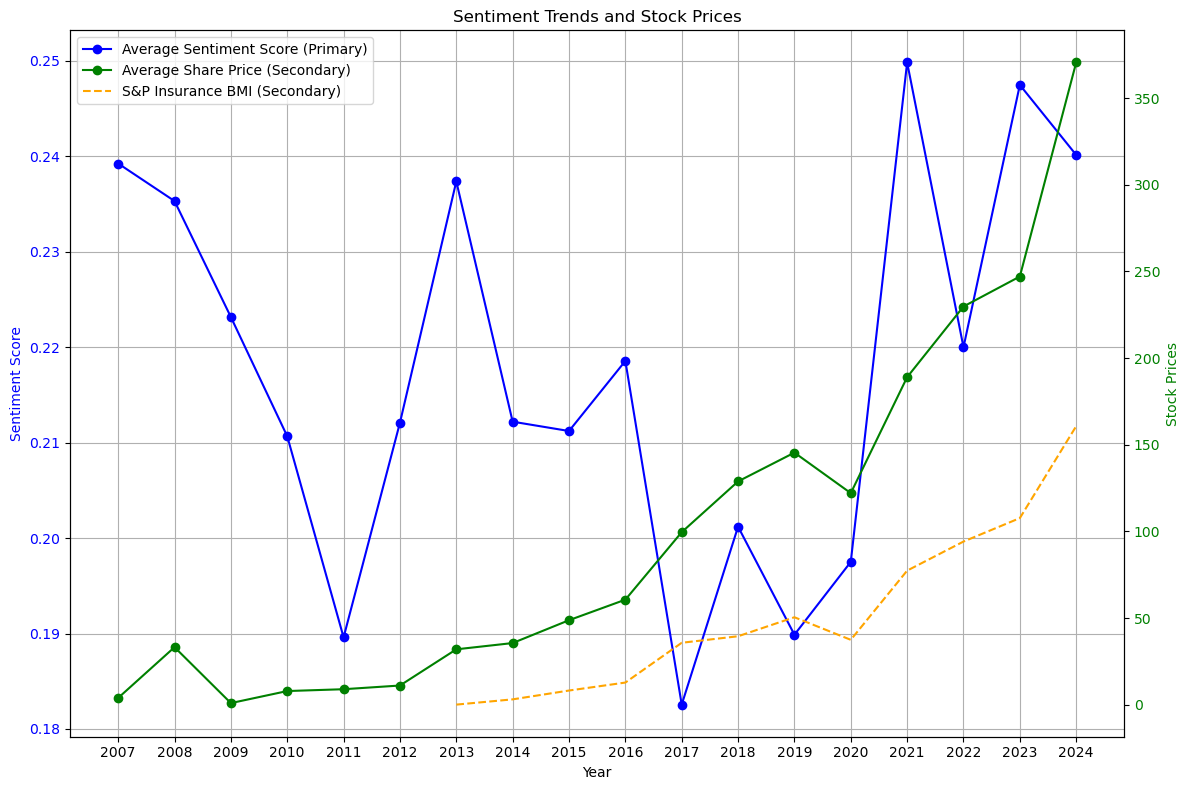 Sentiment Trends and Stock Prices
Average Sentiment Score (Primary)
Average Share Price (Secondary)
S&P Insurance BMI (Secondary)
Sentiment Score
0.25
0.24
0.23
0.22
0.21
0.20
0.19
0.18
350
300
250
200
150
100
50
0
Stock Prices
2007 2008 2009 2010 2011 2012 2013 2014 2015 2016 2017 2018 2019 2020 2021 2022 2023 2024
Year